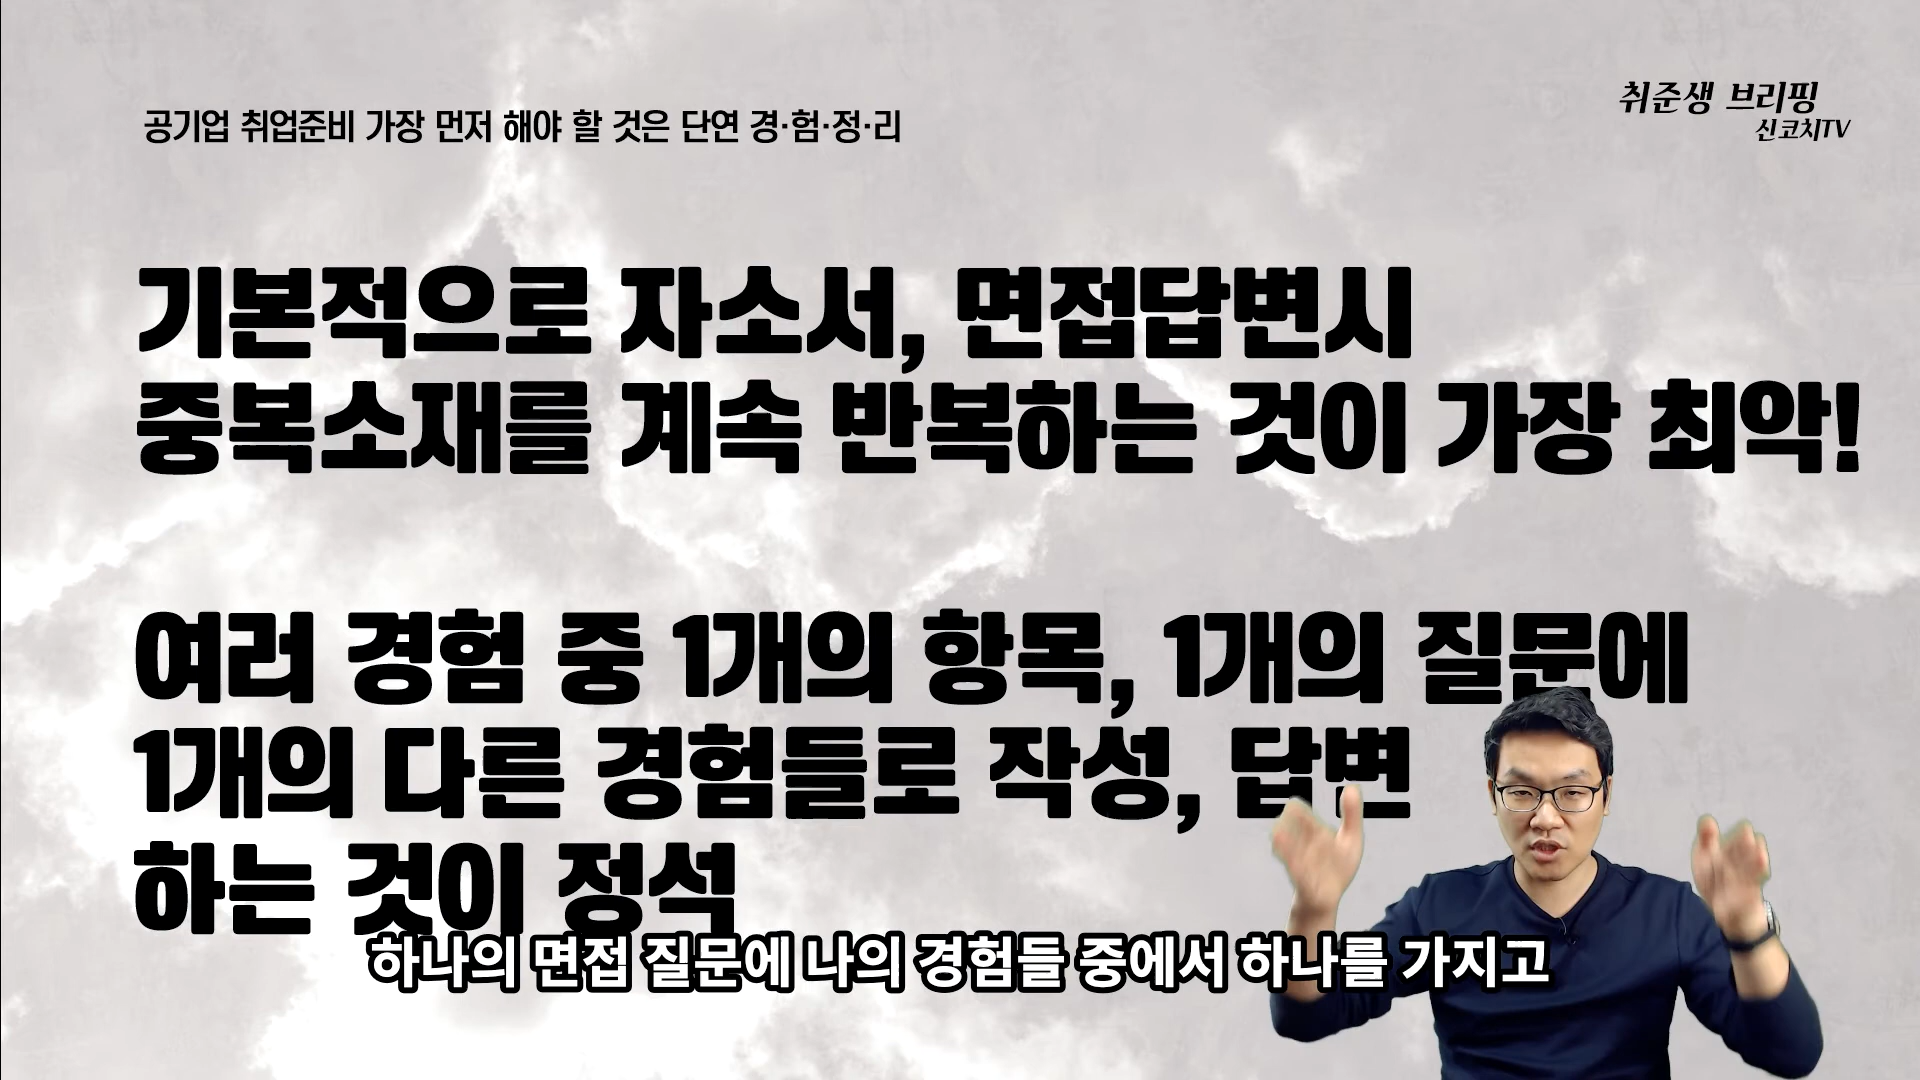 공기업 취업준비 가장 먼저 해야 할 것은 단연 경·험·정·리
취준생 브리핑
신코치TV
기본적으로 자소서, 면접답변시
중복소재를 계속 반복하는 것이 가장 최악!
여러 경험 중 1개의 항목, 1개의 질문에
1개의 다른 경험들로 작성, 답변
하는 것이 정석
하나의 면접 질문에 나의 경험들 중에서 하나를 가지고